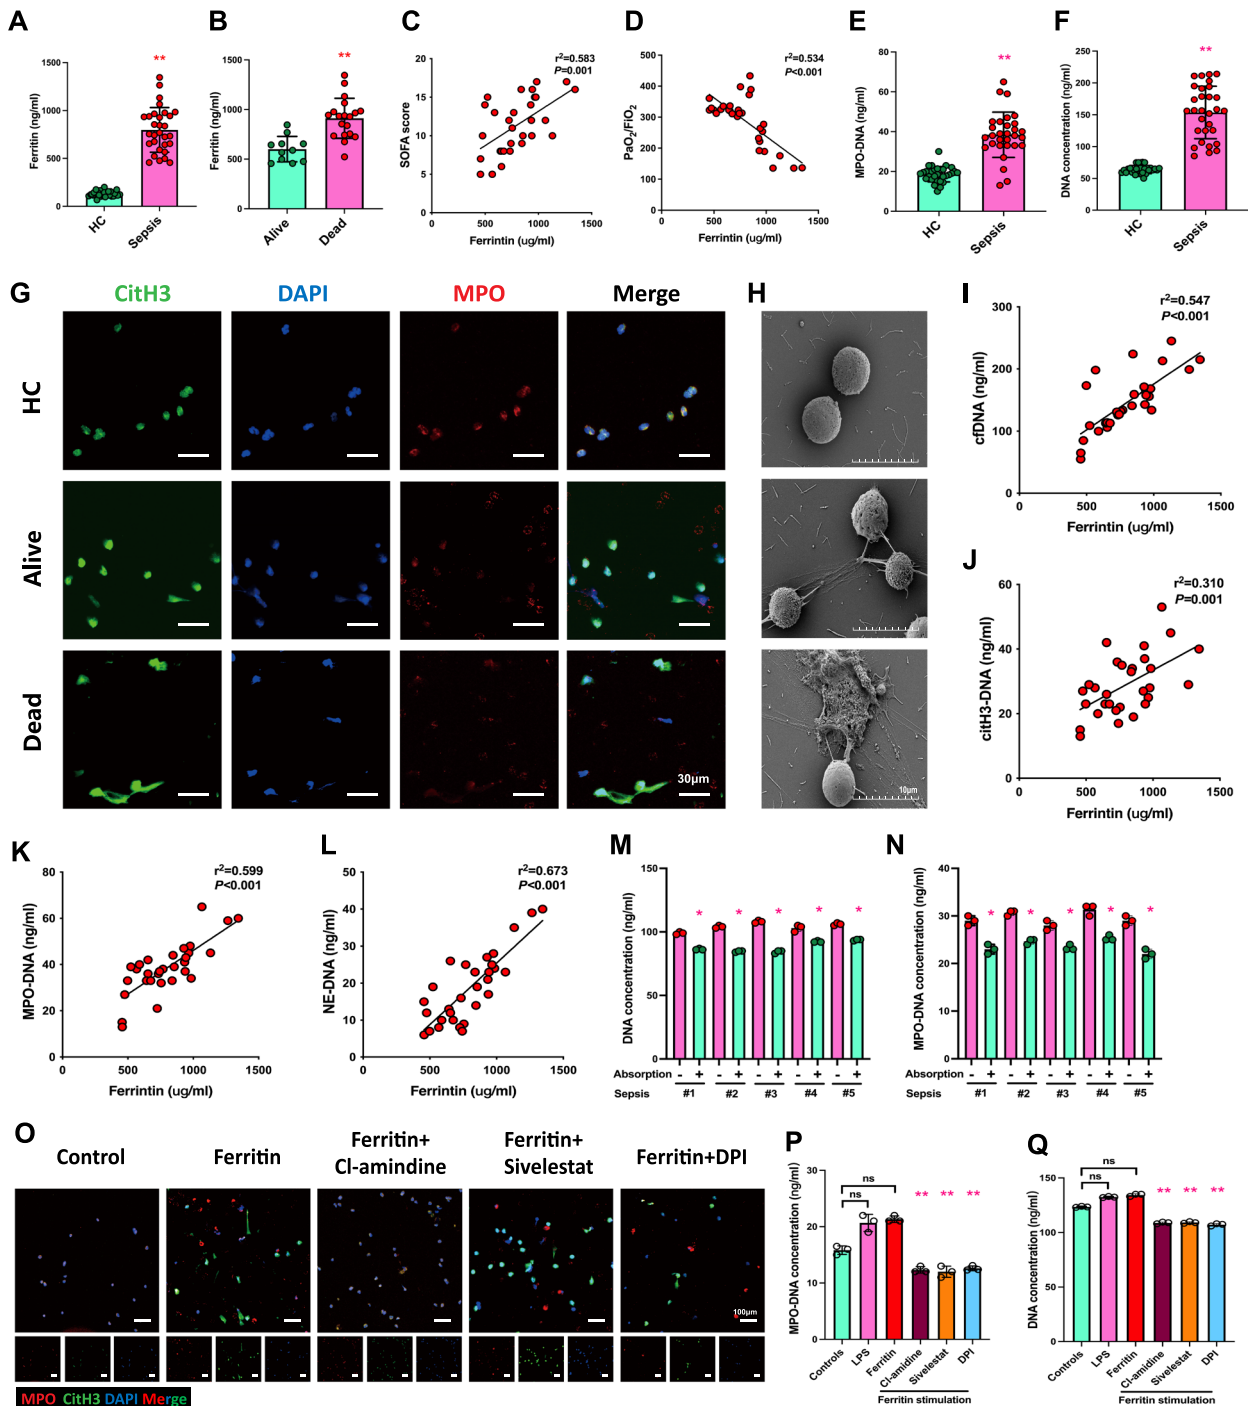 A
Ferritin (ng/ml)
1500
1000
500
0
**
HC
Sepsis
B
Ferritin (ng/ml)
1500
1000
500
0
**
Alive
Dead
C
SOFA score
20
15
10
5
0
0
500
1000
1500
r²=0.583
P=0.001
Ferrintin (ug/ml)
D
PaO₂/FIO₂
500
400
300
200
100
0
0
500
1000
1500
r²=0.534
P<0.001
Ferrintin (ug/ml)
E
MPO-DNA (ng/ml)
80
60
40
20
0
**
HC
Sepsis
F
DNA concentration (ng/ml)
250
200
150
100
50
0
**
HC
Sepsis
G
CitH3
DAPI
MPO
Merge
HC
Alive
Dead
30μm
H
10μm
I
cfDNA (ng/ml)
300
200
100
0
0
500
1000
1500
r²=0.547
P<0.001
Ferrintin (ug/ml)
J
citH3-DNA (ng/ml)
60
40
20
0
0
500
1000
1500
r²=0.310
P=0.001
Ferrintin (ug/ml)
K
MPO-DNA (ng/ml)
80
60
40
20
0
0
500
1000
1500
r²=0.599
P<0.001
Ferrintin (ug/ml)
L
NE-DNA (ng/ml)
50
40
30
20
10
0
0
500
1000
1500
r²=0.673
P<0.001
Ferrintin (ug/ml)
M
DNA concentration (ng/ml)
150
100
50
0
* * * * *
Absorption - + - + - + - + - +
Sepsis #1 #2 #3 #4 #5
N
MPO-DNA concentration (ng/ml)
40
30
20
10
0
* * * * *
Absorption - + - + - + - + - +
Sepsis #1 #2 #3 #4 #5
O
Control
Ferritin
Ferritin+
Cl-amindine
Ferritin+
Sivelestat
Ferritin+DPI
100μm
MPO CitH3 DAPI Merge
P
MPO-DNA concentration (ng/ml)
30
20
10
0
ns
ns
** ** **
Controls
LPS
Ferritin
Cl-amidine
Sivelestat
DPI
Ferritin stimulation
Q
DNA concentration (ng/ml)
150
100
50
0
ns
ns
** ** **
Controls
LPS
Ferritin
Cl-amidine
Sivelestat
DPI
Ferritin stimulation